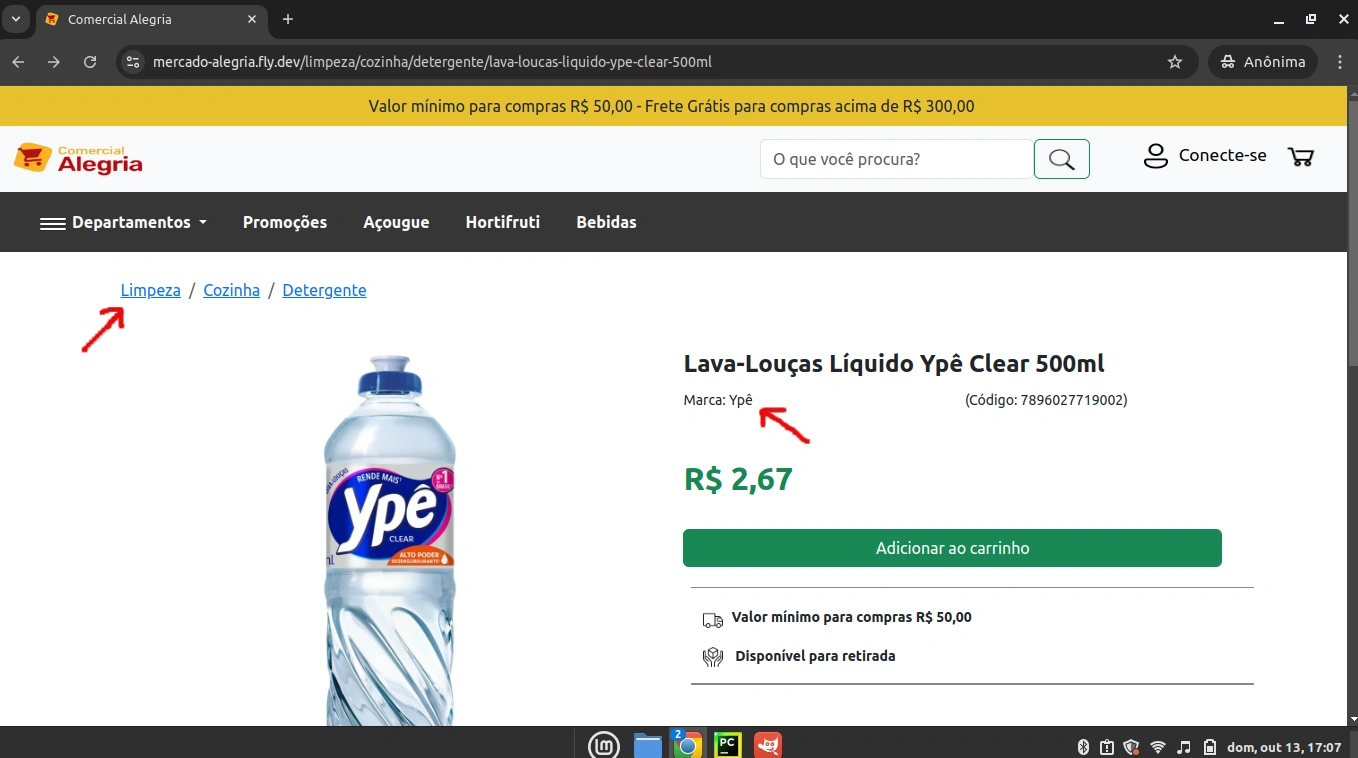 Comercial Alegria
mercado-alegria.fly.dev/limpeza/cozinha/detergente/lava-loucas-liquido-ype-clear-500ml
Anônima
Valor mínimo para compras R$ 50,00 - Frete Grátis para compras acima de R$ 300,00
Comercial
Alegria
O que você procura?
Conecte-se
Departamentos
Promoções
Açougue
Hortifruti
Bebidas
Limpeza / Cozinha / Detergente
Lava-Louças Líquido Ypê Clear 500ml
Marca: Ypê
(Código: 7896027719002)
R$ 2,67
Adicionar ao carrinho
Valor mínimo para compras R$ 50,00
Disponível para retirada
RENDE MAIS
Nº1
BRASIL
Ypê
CLEAR
ALTO PODER
DESENGORDURANTE
2
PC
dom, out 13, 17:07